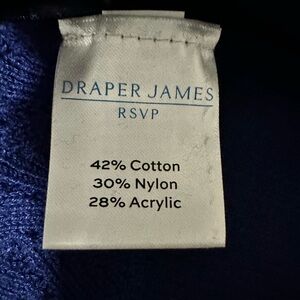 DRAPER JAMES
RSVP
42% Cotton
30% Nylon
28% Acrylic